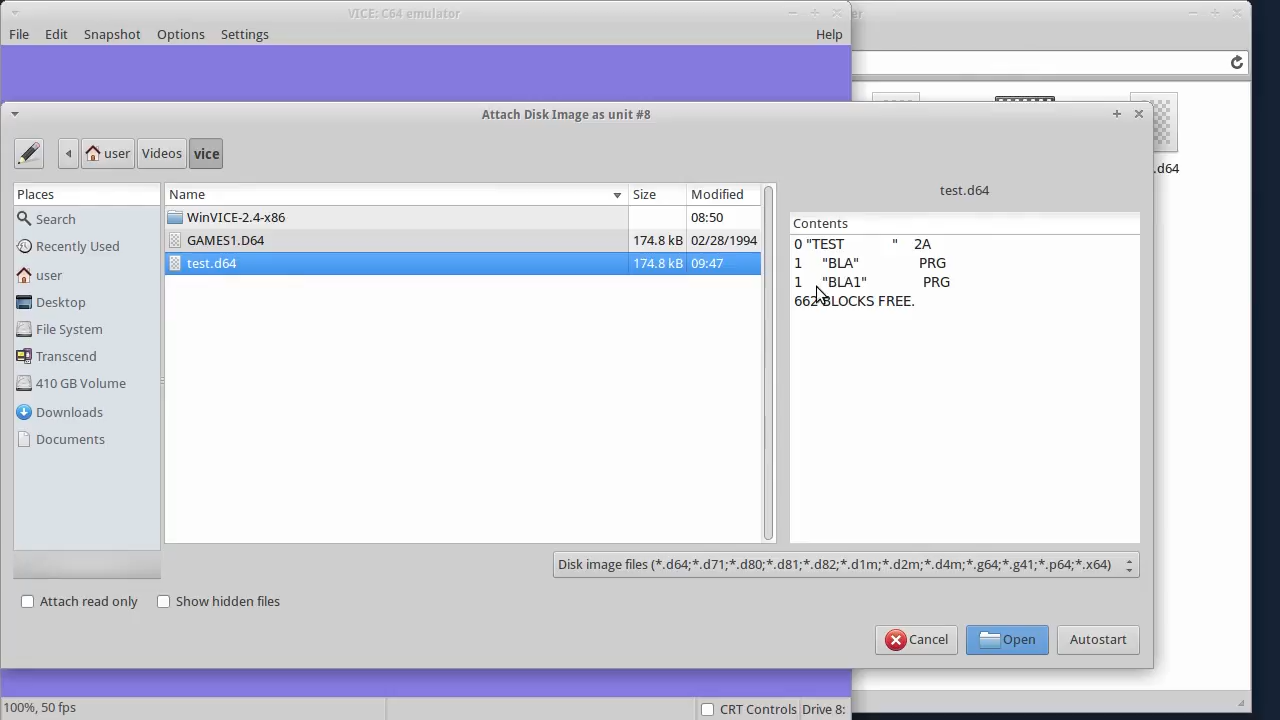 VICE: C64 emulator
er
File Edit Snapshot Options Settings Help
Attach Disk Image as unit #8
user Videos vice
.d64
Places
Search
Recently Used
user
Desktop
File System
Transcend
410 GB Volume
Downloads
Documents
Name Size Modified
WinVICE-2.4-x86 08:50
GAMES1.D64 174.8 kB 02/28/1994
test.d64 174.8 kB 09:47
test.d64
Contents
0 "TEST " 2A
1 "BLA" PRG
1 "BLA1" PRG
662 BLOCKS FREE.
Disk image files (*.d64;*.d71;*.d80;*.d81;*.d82;*.d1m;*.d2m;*.d4m;*.g64;*.g41;*.p64;*.x64)
Attach read only Show hidden files
Cancel Open Autostart
100%, 50 fps
CRT Controls Drive 8: